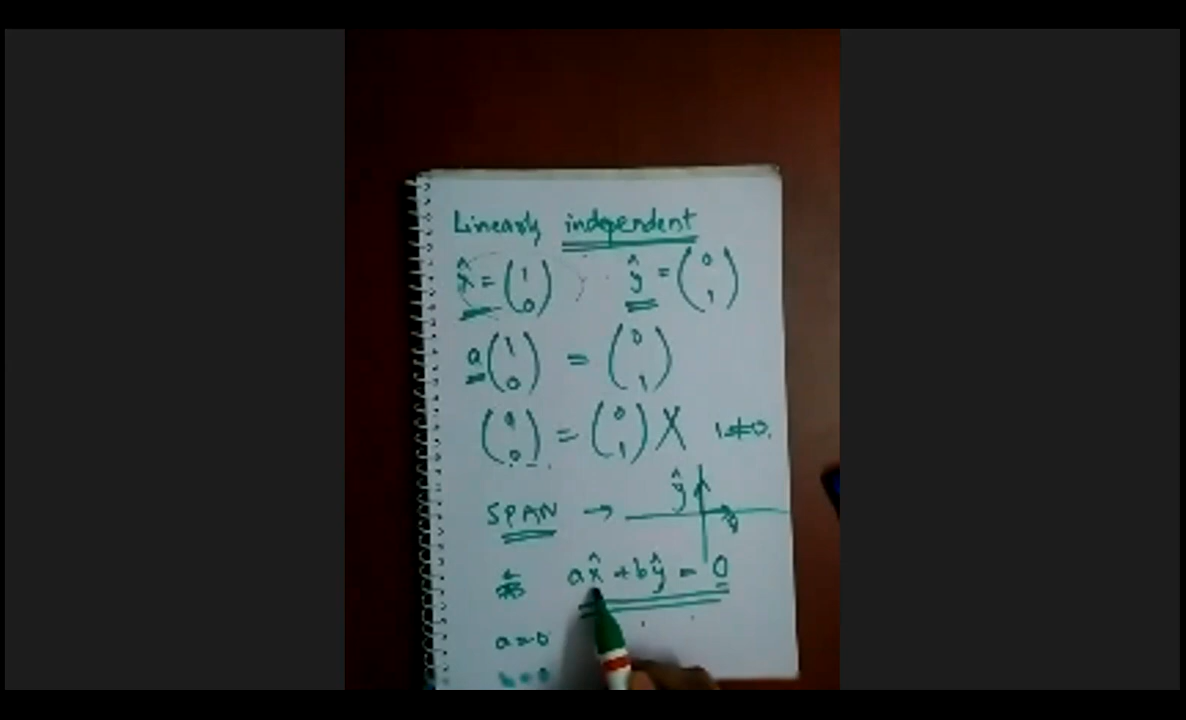 Linearly independent
x̂ = (1 0) ŷ = (0 1)
a (1 0) = (0 1)
(a 0) = (0 1) X 1≠0.
SPAN → ŷ
ax̂ + bŷ = 0
a=0
b=0